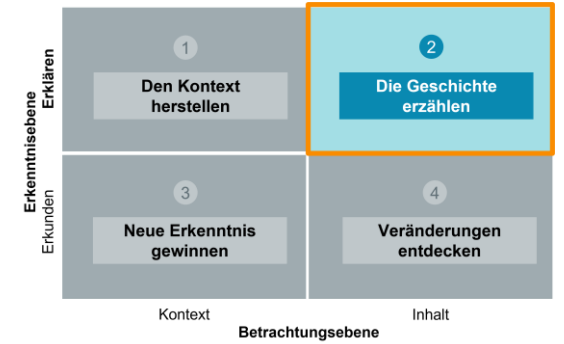 1
Den Kontext
herstellen
2
Die Geschichte
erzählen
3
Neue Erkenntnis
gewinnen
4
Veränderungen
entdecken
Erkenntnisebene
Erklären
Erkunden
Kontext
Inhalt
Betrachtungsebene